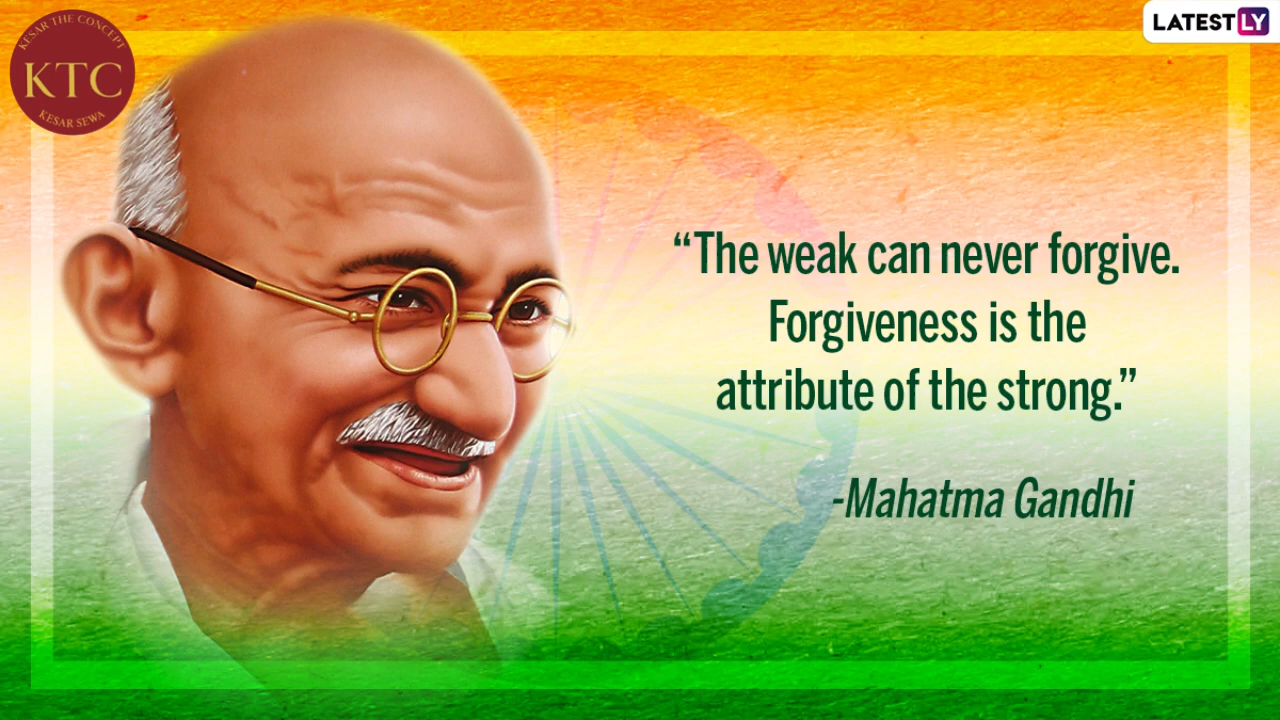 KESAR THE CONCEPT
KTC
KESAR SEWA
LATESTLY
“The weak can never forgive.
Forgiveness is the
attribute of the strong.”
-Mahatma Gandhi